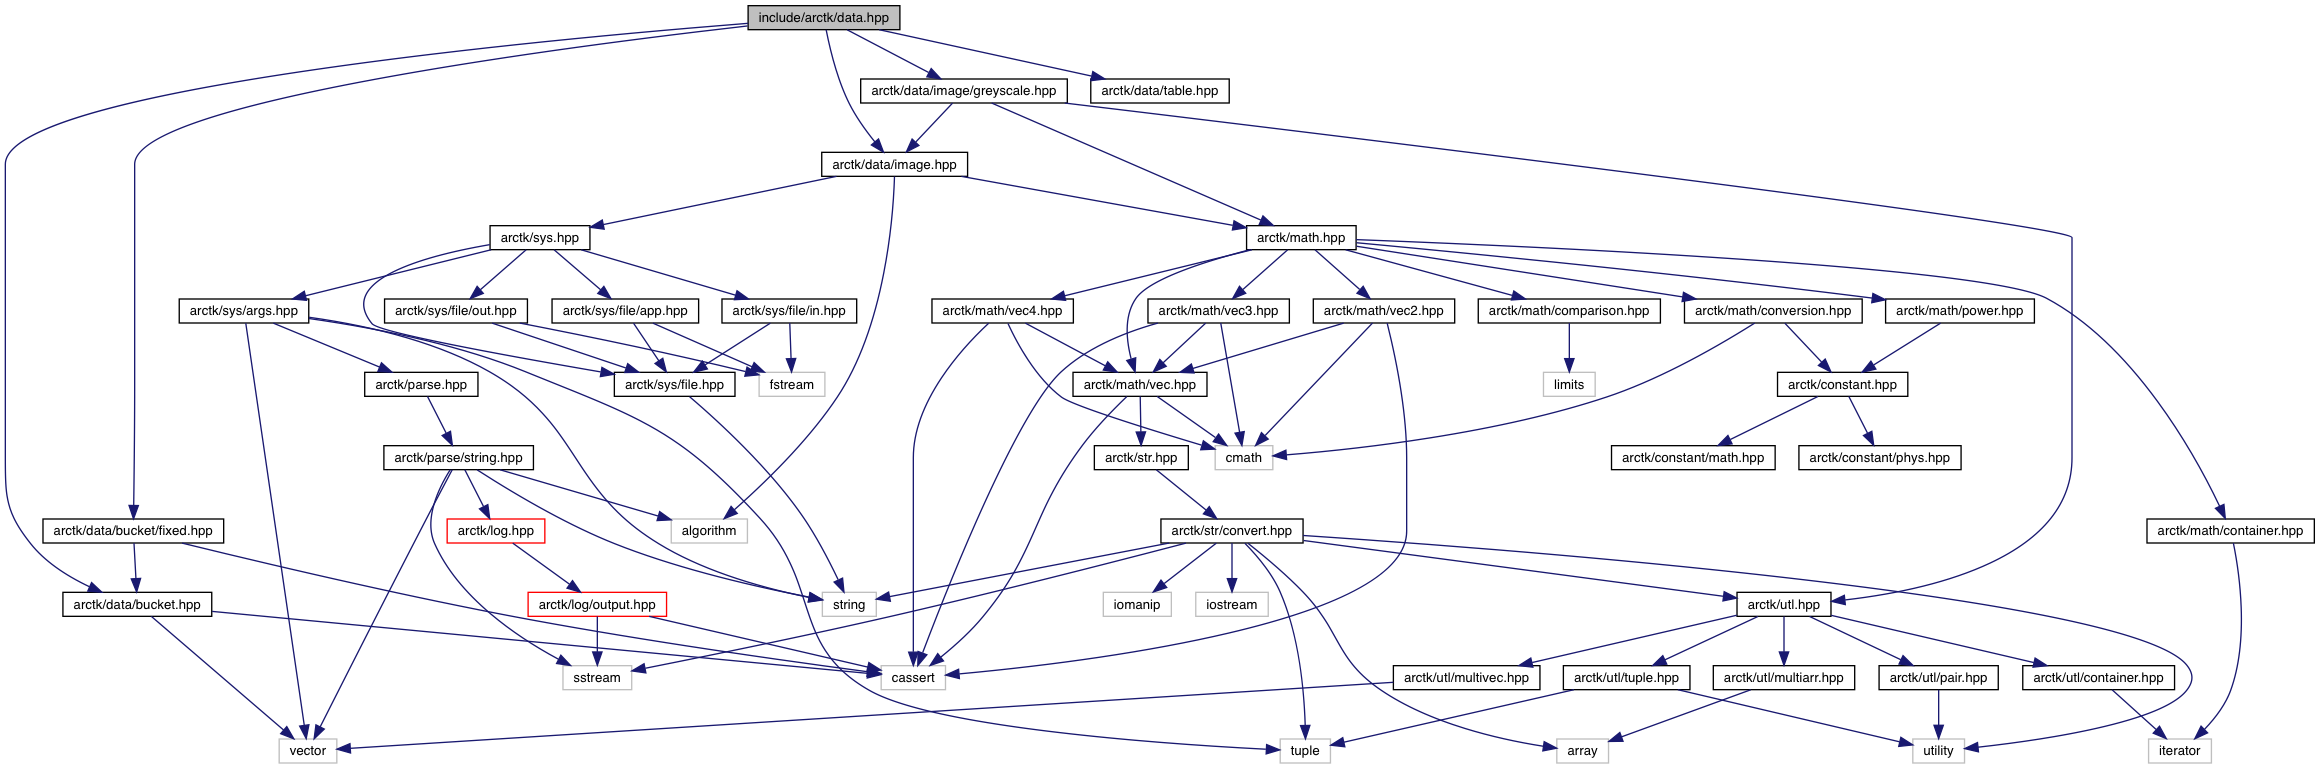 include/arctk/data.hpp
arctk/data/image/greyscale.hpp
arctk/data/table.hpp
arctk/data/image.hpp
arctk/sys.hpp
arctk/math.hpp
arctk/sys/args.hpp
arctk/sys/file/out.hpp
arctk/sys/file/app.hpp
arctk/sys/file/in.hpp
arctk/math/vec4.hpp
arctk/math/vec3.hpp
arctk/math/vec2.hpp
arctk/math/comparison.hpp
arctk/math/conversion.hpp
arctk/math/power.hpp
arctk/parse.hpp
arctk/sys/file.hpp
fstream
arctk/math/vec.hpp
limits
arctk/constant.hpp
arctk/parse/string.hpp
arctk/str.hpp
cmath
arctk/constant/math.hpp
arctk/constant/phys.hpp
arctk/data/bucket/fixed.hpp
arctk/log.hpp
algorithm
arctk/str/convert.hpp
arctk/math/container.hpp
arctk/data/bucket.hpp
arctk/log/output.hpp
string
iomanip
iostream
arctk/utl.hpp
sstream
cassert
arctk/utl/multivec.hpp
arctk/utl/tuple.hpp
arctk/utl/multiarr.hpp
arctk/utl/pair.hpp
arctk/utl/container.hpp
vector
tuple
array
utility
iterator